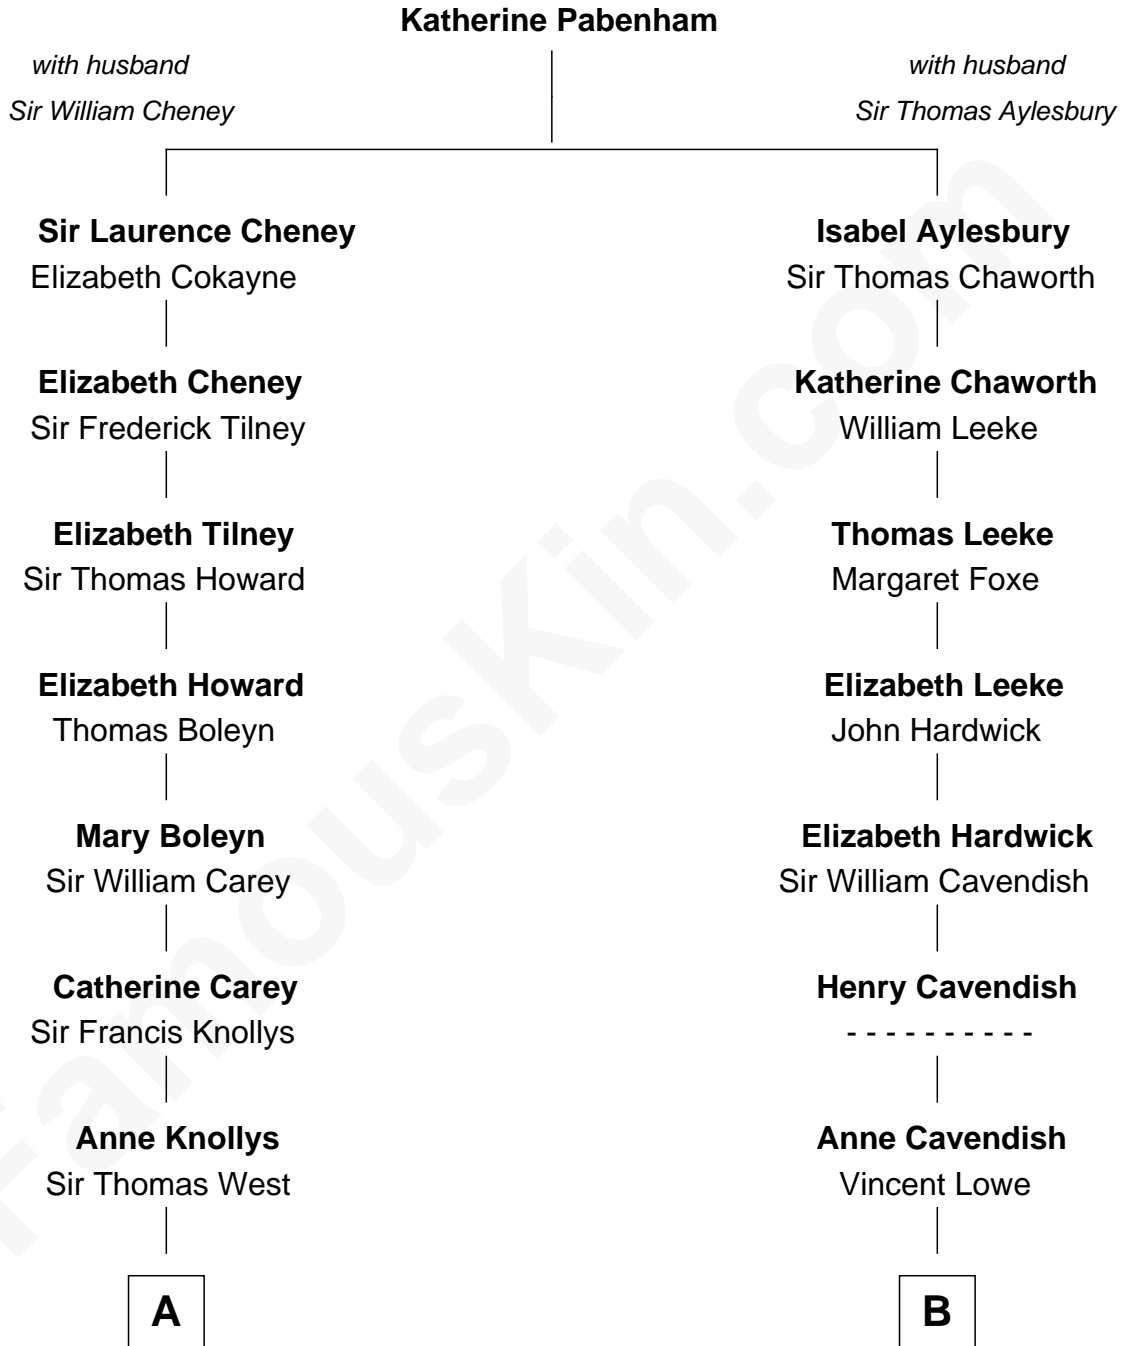 Katherine Pabenham
with husband
Sir William Cheney
with husband
Sir Thomas Aylesbury
Sir Laurence Cheney
Elizabeth Cokayne
Isabel Aylesbury
Sir Thomas Chaworth
Elizabeth Cheney
Sir Frederick Tilney
Katherine Chaworth
William Leeke
Elizabeth Tilney
Sir Thomas Howard
Thomas Leeke
Margaret Foxe
Elizabeth Howard
Thomas Boleyn
Elizabeth Leeke
John Hardwick
Mary Boleyn
Sir William Carey
Elizabeth Hardwick
Sir William Cavendish
Catherine Carey
Sir Francis Knollys
Henry Cavendish
- - - - - - - - - -
Anne Knollys
Sir Thomas West
Anne Cavendish
Vincent Lowe
A
B
FamousKin.com